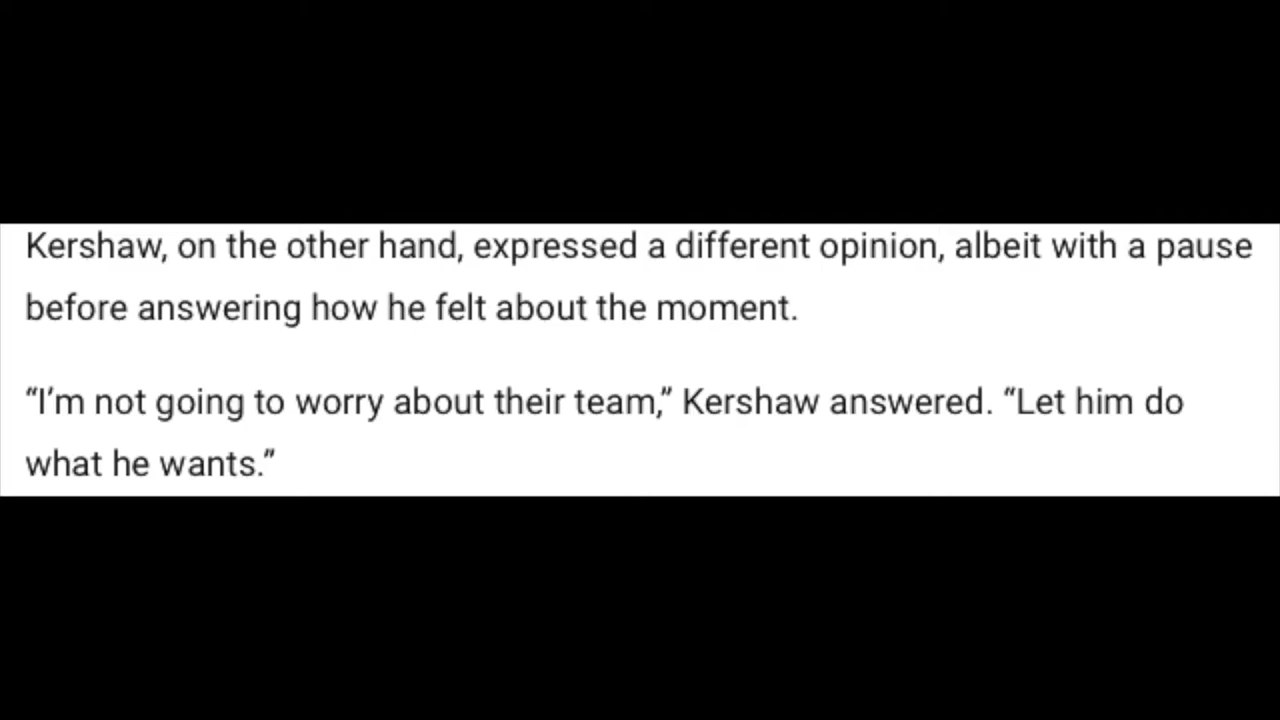 Kershaw, on the other hand, expressed a different opinion, albeit with a pause
before answering how he felt about the moment.
“I’m not going to worry about their team,” Kershaw answered. “Let him do
what he wants.”